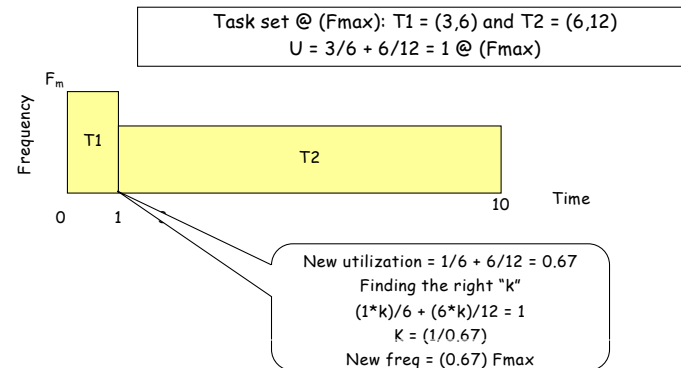 Task set @ (Fmax): T1 = (3,6) and T2 = (6,12)
U = 3/6 + 6/12 = 1 @ (Fmax)
Fm
Frequency
T1
T2
0
1
10
Time
New utilization = 1/6 + 6/12 = 0.67
Finding the right “k”
(1*k)/6 + (6*k)/12 = 1
K = (1/0.67)
New freq = (0.67) Fmax